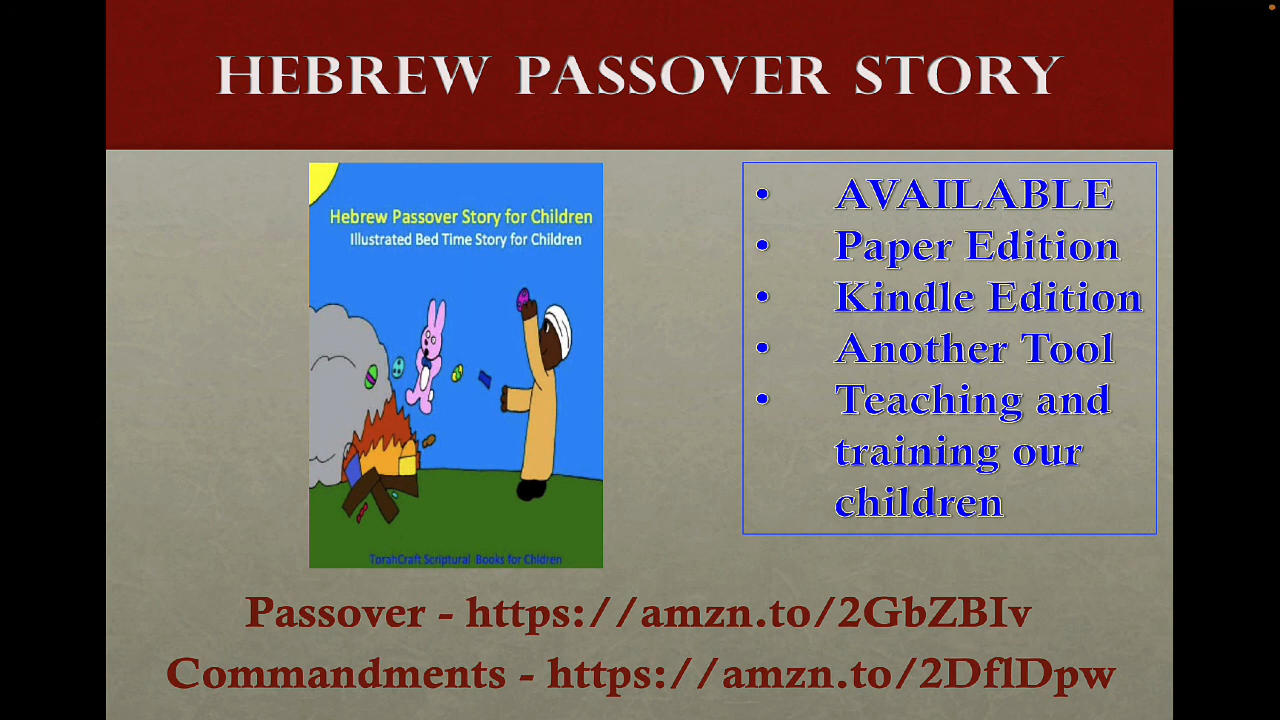 HEBREW PASSOVER STORY
Hebrew Passover Story for Children
Illustrated Bed Time Story for Children
TorahCraft Scriptural Books for Children
• AVAILABLE
• Paper Edition
• Kindle Edition
• Another Tool
• Teaching and
training our
children
Passover - https://amzn.to/2GbZBIv
Commandments - https://amzn.to/2DflDpw